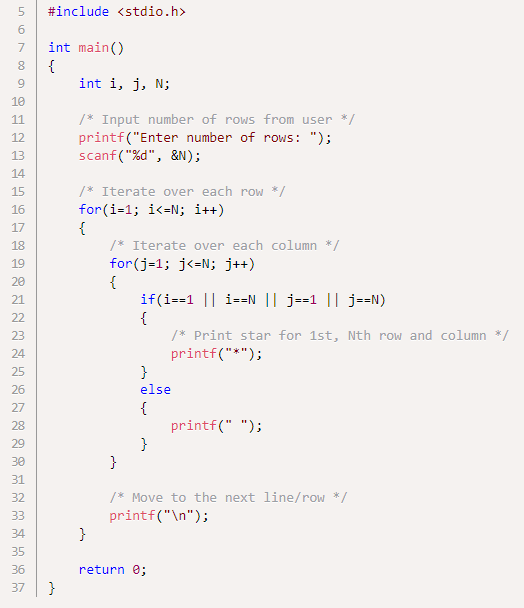 5 #include <stdio.h>
6
7 int main()
8 {
9     int i, j, N;
10
11     /* Input number of rows from user */
12     printf("Enter number of rows: ");
13     scanf("%d", &N);
14
15     /* Iterate over each row */
16     for(i=1; i<=N; i++)
17     {
18         /* Iterate over each column */
19         for(j=1; j<=N; j++)
20         {
21             if(i==1 || i==N || j==1 || j==N)
22             {
23                 /* Print star for 1st, Nth row and column */
24                 printf("*");
25             }
26             else
27             {
28                 printf(" ");
29             }
30         }
31
32         /* Move to the next line/row */
33         printf("\n");
34     }
35
36     return 0;
37 }